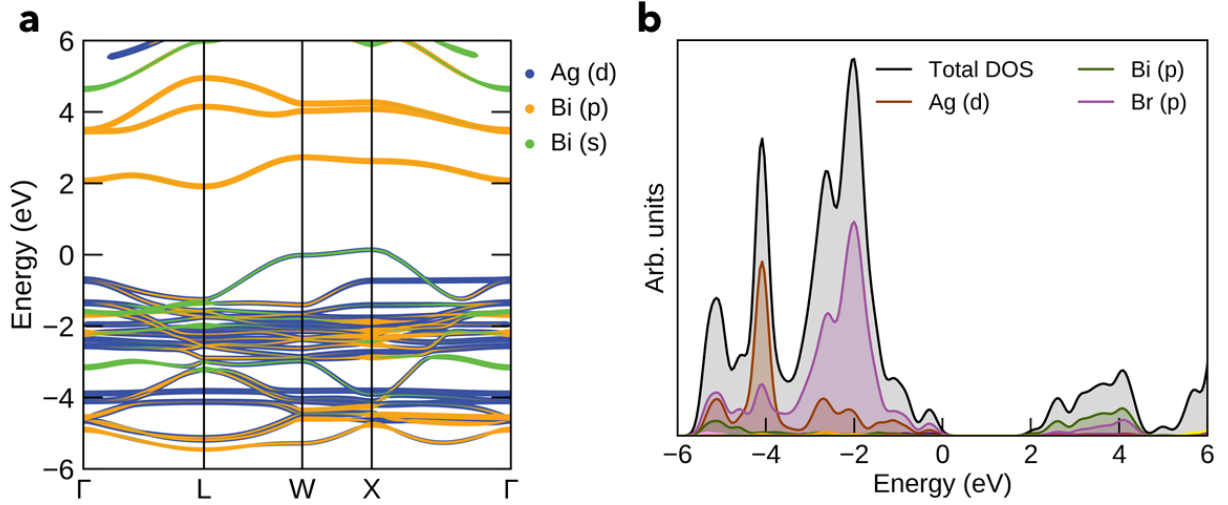 a
6
4
2
0
−2
−4
−6
Energy (eV)
Γ
L
W
X
Γ
Ag (d)
Bi (p)
Bi (s)
b
Total DOS
Ag (d)
Bi (p)
Br (p)
Arb. units
−6
−4
−2
0
2
4
6
Energy (eV)